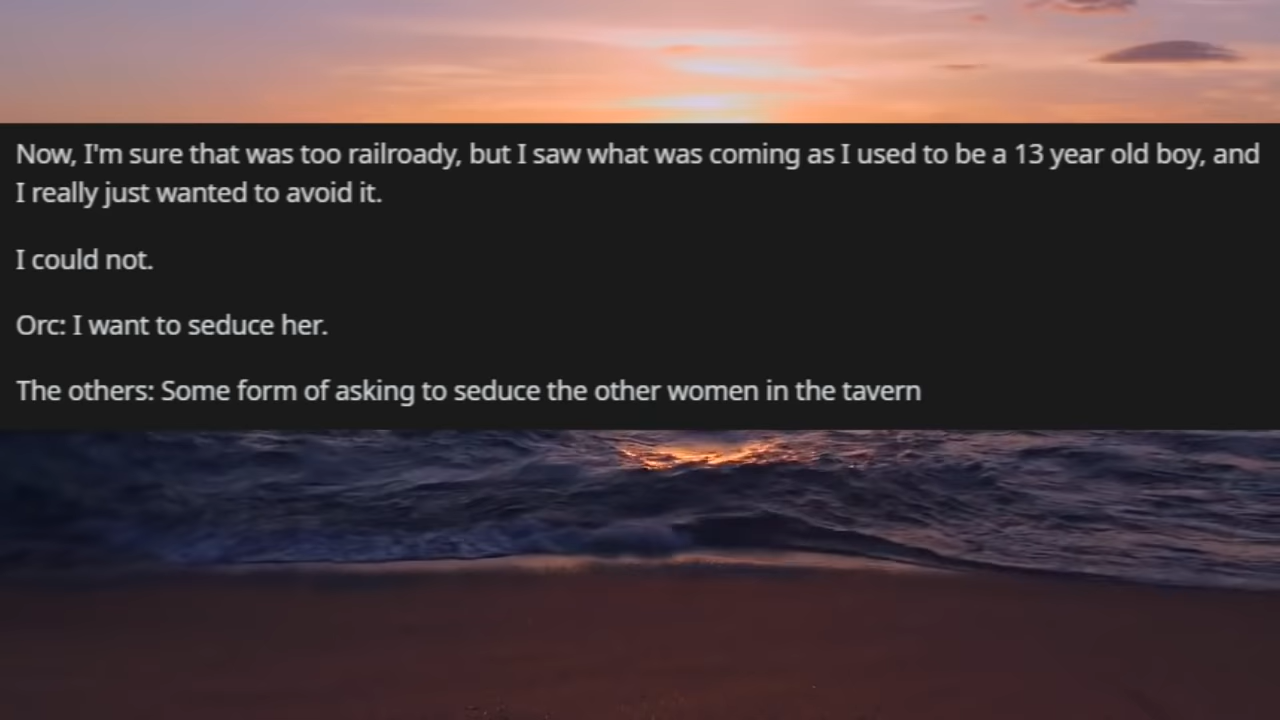 Now, I'm sure that was too railroady, but I saw what was coming as I used to be a 13 year old boy, and
I really just wanted to avoid it.
I could not.
Orc: I want to seduce her.
The others: Some form of asking to seduce the other women in the tavern